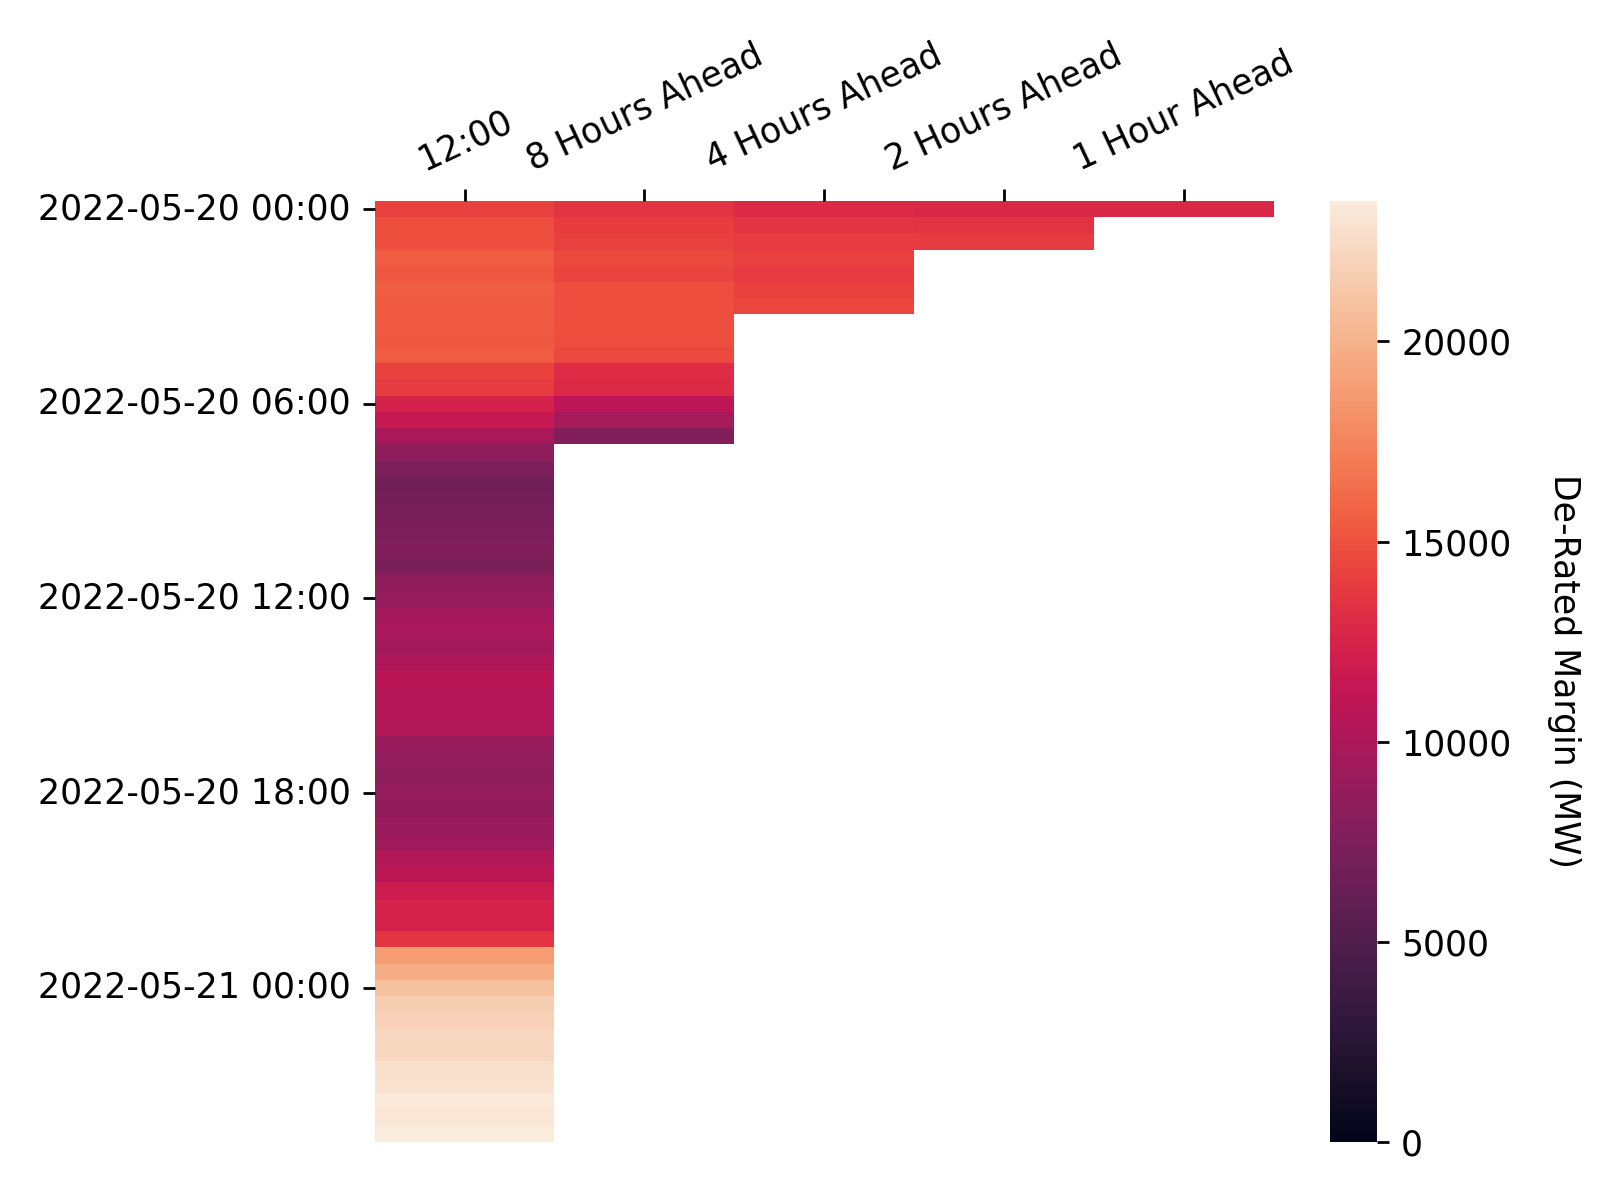 12:00
8 Hours Ahead
4 Hours Ahead
2 Hours Ahead
1 Hour Ahead
2022-05-20 00:00
2022-05-20 06:00
2022-05-20 12:00
2022-05-20 18:00
2022-05-21 00:00
20000
15000
10000
5000
0
De-Rated Margin (MW)